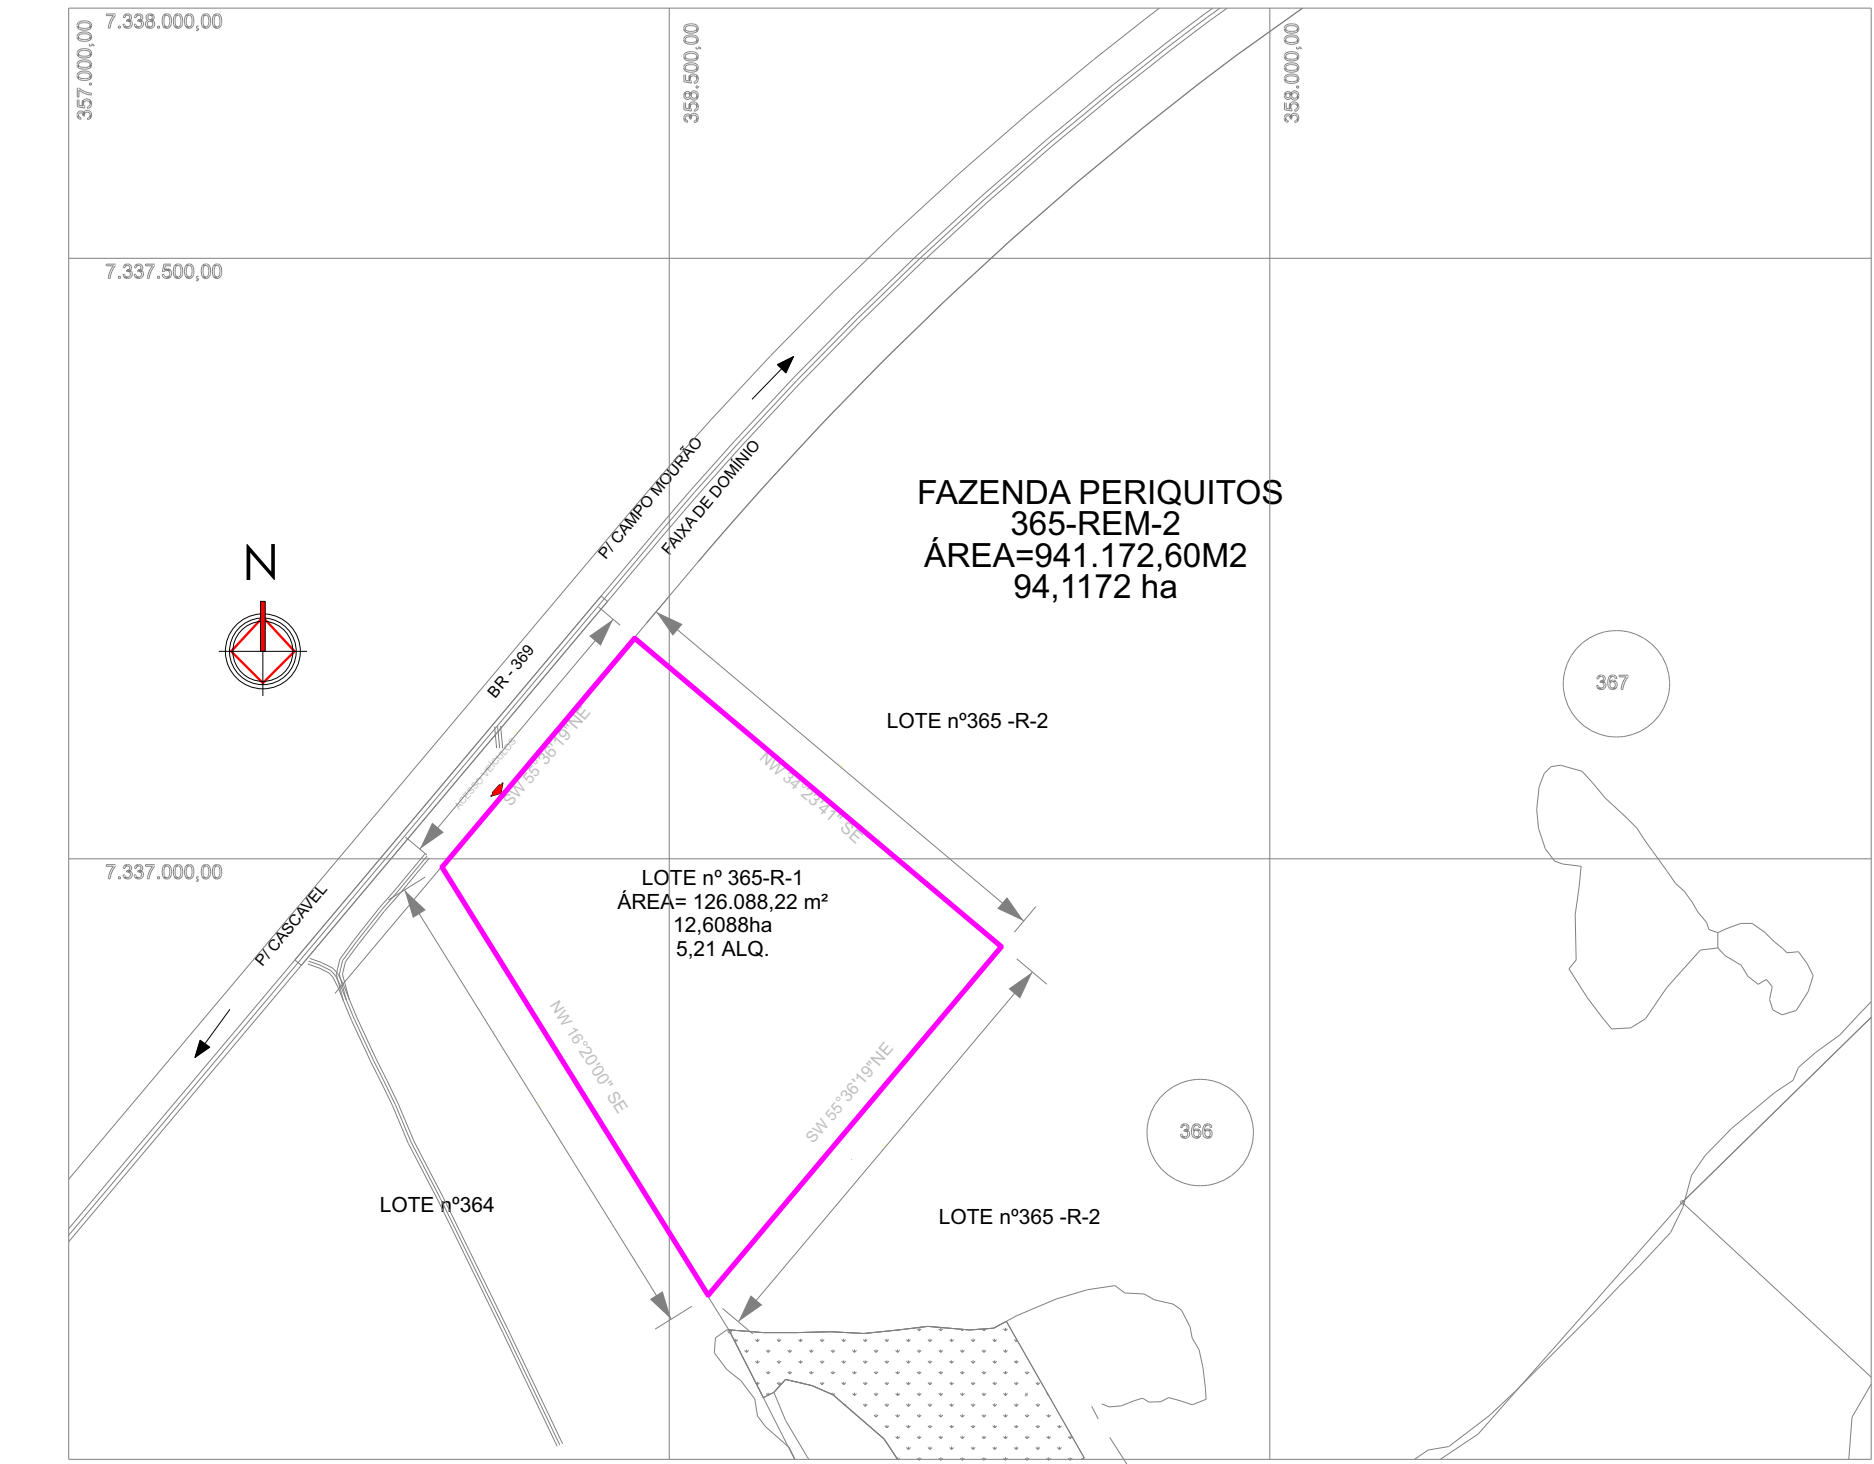 7.338.000,00
357.000,00
358.500,00
358.000,00
7.337.500,00
P/ CAMPO MOURÃO
FAIXA DE DOMÍNIO
FAZENDA PERIQUITOS
365-REM-2
ÁREA=941.172,60M2
94,1172 ha
N
BR - 369
367
LOTE nº365 -R-2
ACESSO VEÍCULOS
SW 55°36'19"NE
NW 34°23'41" SE
7.337.000,00
LOTE nº 365-R-1
ÁREA= 126.088,22 m²
12,6088ha
5,21 ALQ.
P/ CASCAVEL
NW 16°20'00" SE
SW 55°36'19"NE
366
LOTE nº364
LOTE nº365 -R-2